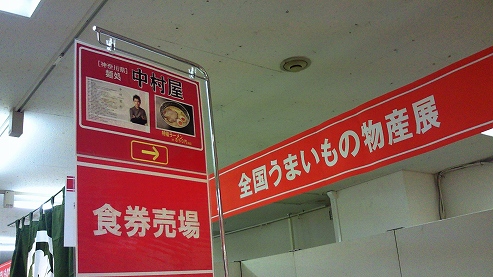 [神奈川県]
麺処 中村屋
食券売場
全国うまいもの物産展